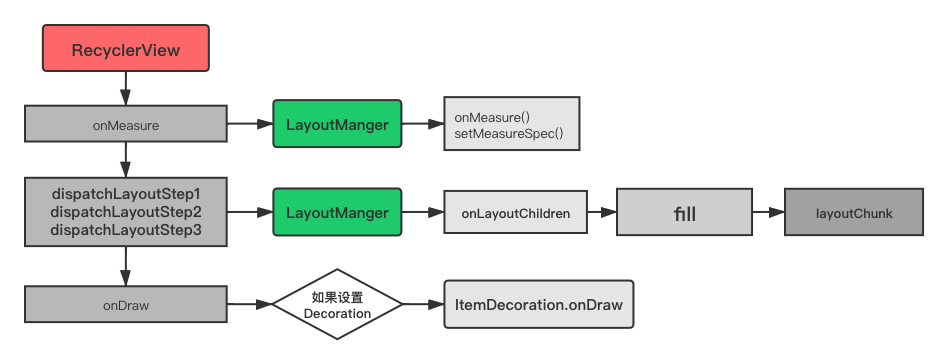 RecyclerView
onMeasure
LayoutManger
onMeasure()
setMeasureSpec()
dispatchLayoutStep1
dispatchLayoutStep2
dispatchLayoutStep3
LayoutManger
onLayoutChildren
fill
layoutChunk
onDraw
如果设置
Decoration
ItemDecoration.onDraw